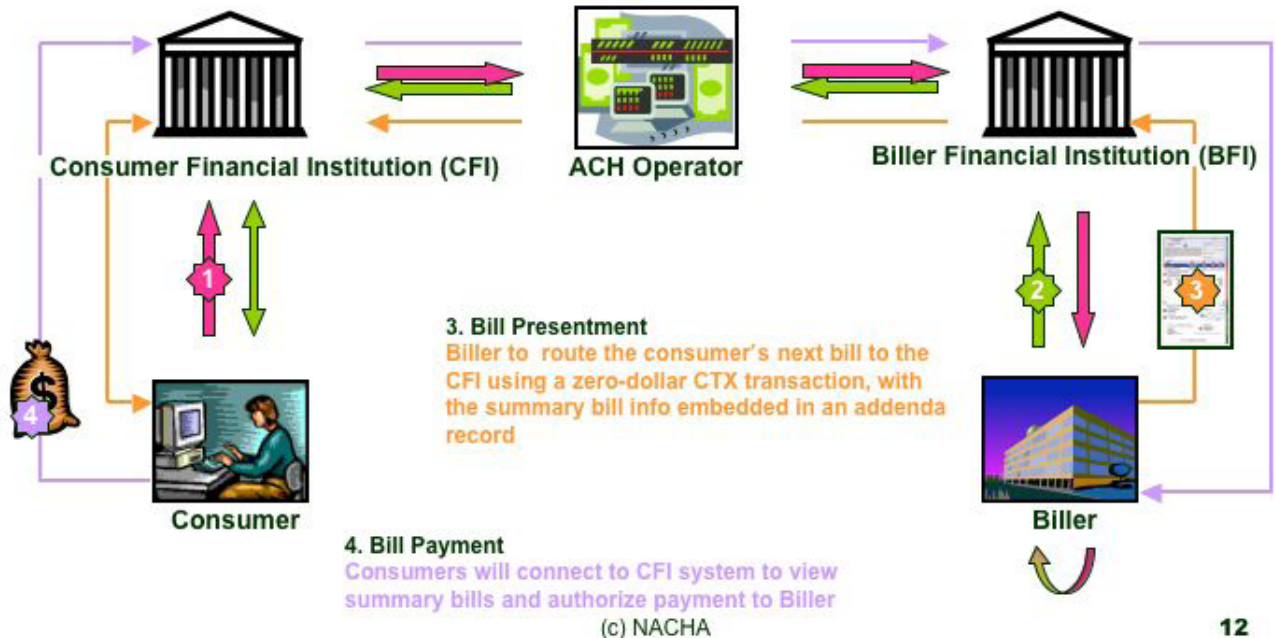 Consumer Financial Institution (CFI)
ACH Operator
Biller Financial Institution (BFI)
1
2
3
3. Bill Presentment
Biller to route the consumer's next bill to the
CFI using a zero-dollar CTX transaction, with
the summary bill info embedded in an addenda
record
$
4
Consumer
Biller
4. Bill Payment
Consumers will connect to CFI system to view
summary bills and authorize payment to Biller
(c) NACHA
12